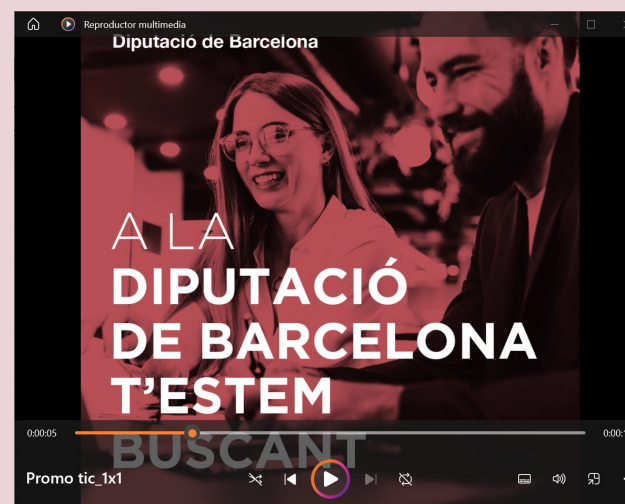 Reproductor multimedia
Diputació de Barcelona
A LA
DIPUTACIÓ
DE BARCELONA
T'ESTEM
BUSCANT
0:00:05
Promo tic_1x1